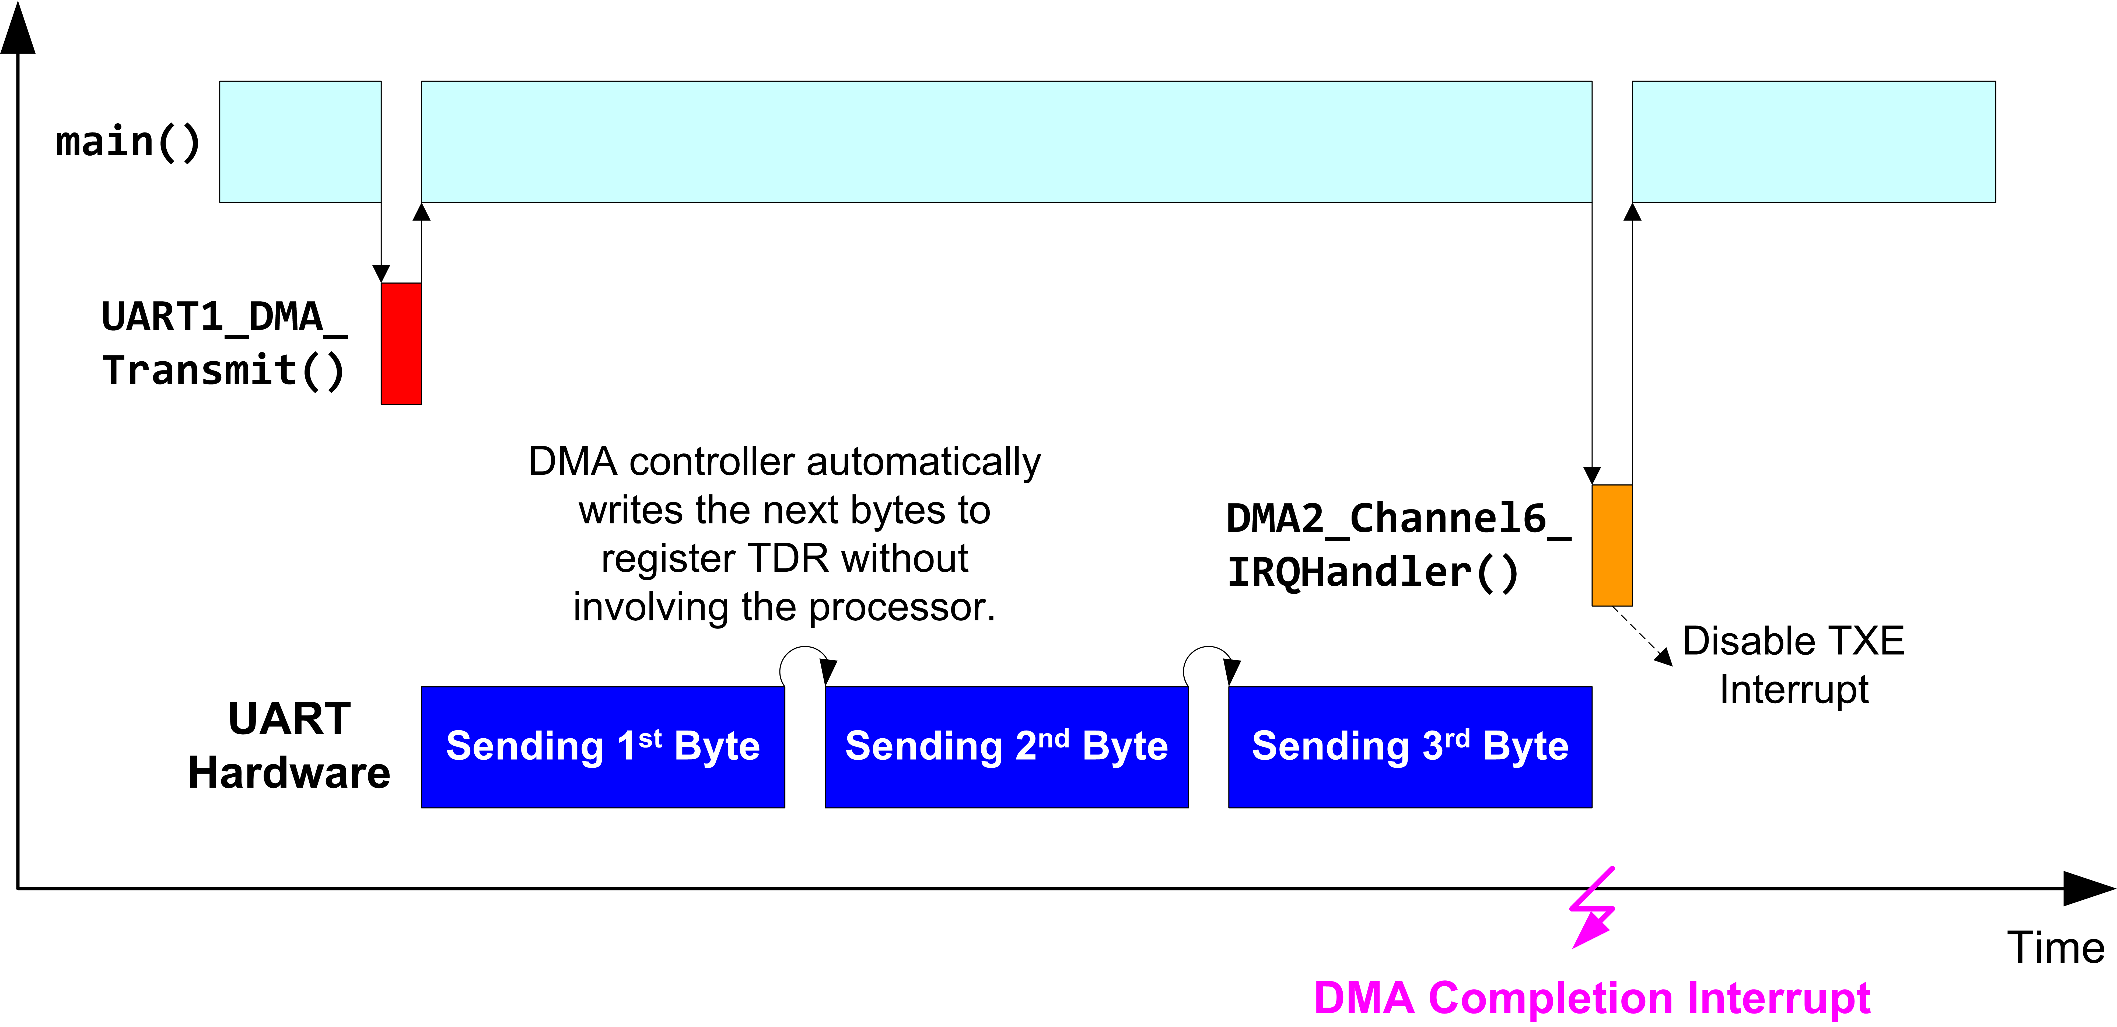 main()
UART1_DMA_
Transmit()
DMA controller automatically
writes the next bytes to
register TDR without
involving the processor.
DMA2_Channel6_
IRQHandler()
Disable TXE
Interrupt
UART
Hardware
Sending 1st Byte
Sending 2nd Byte
Sending 3rd Byte
Time
DMA Completion Interrupt